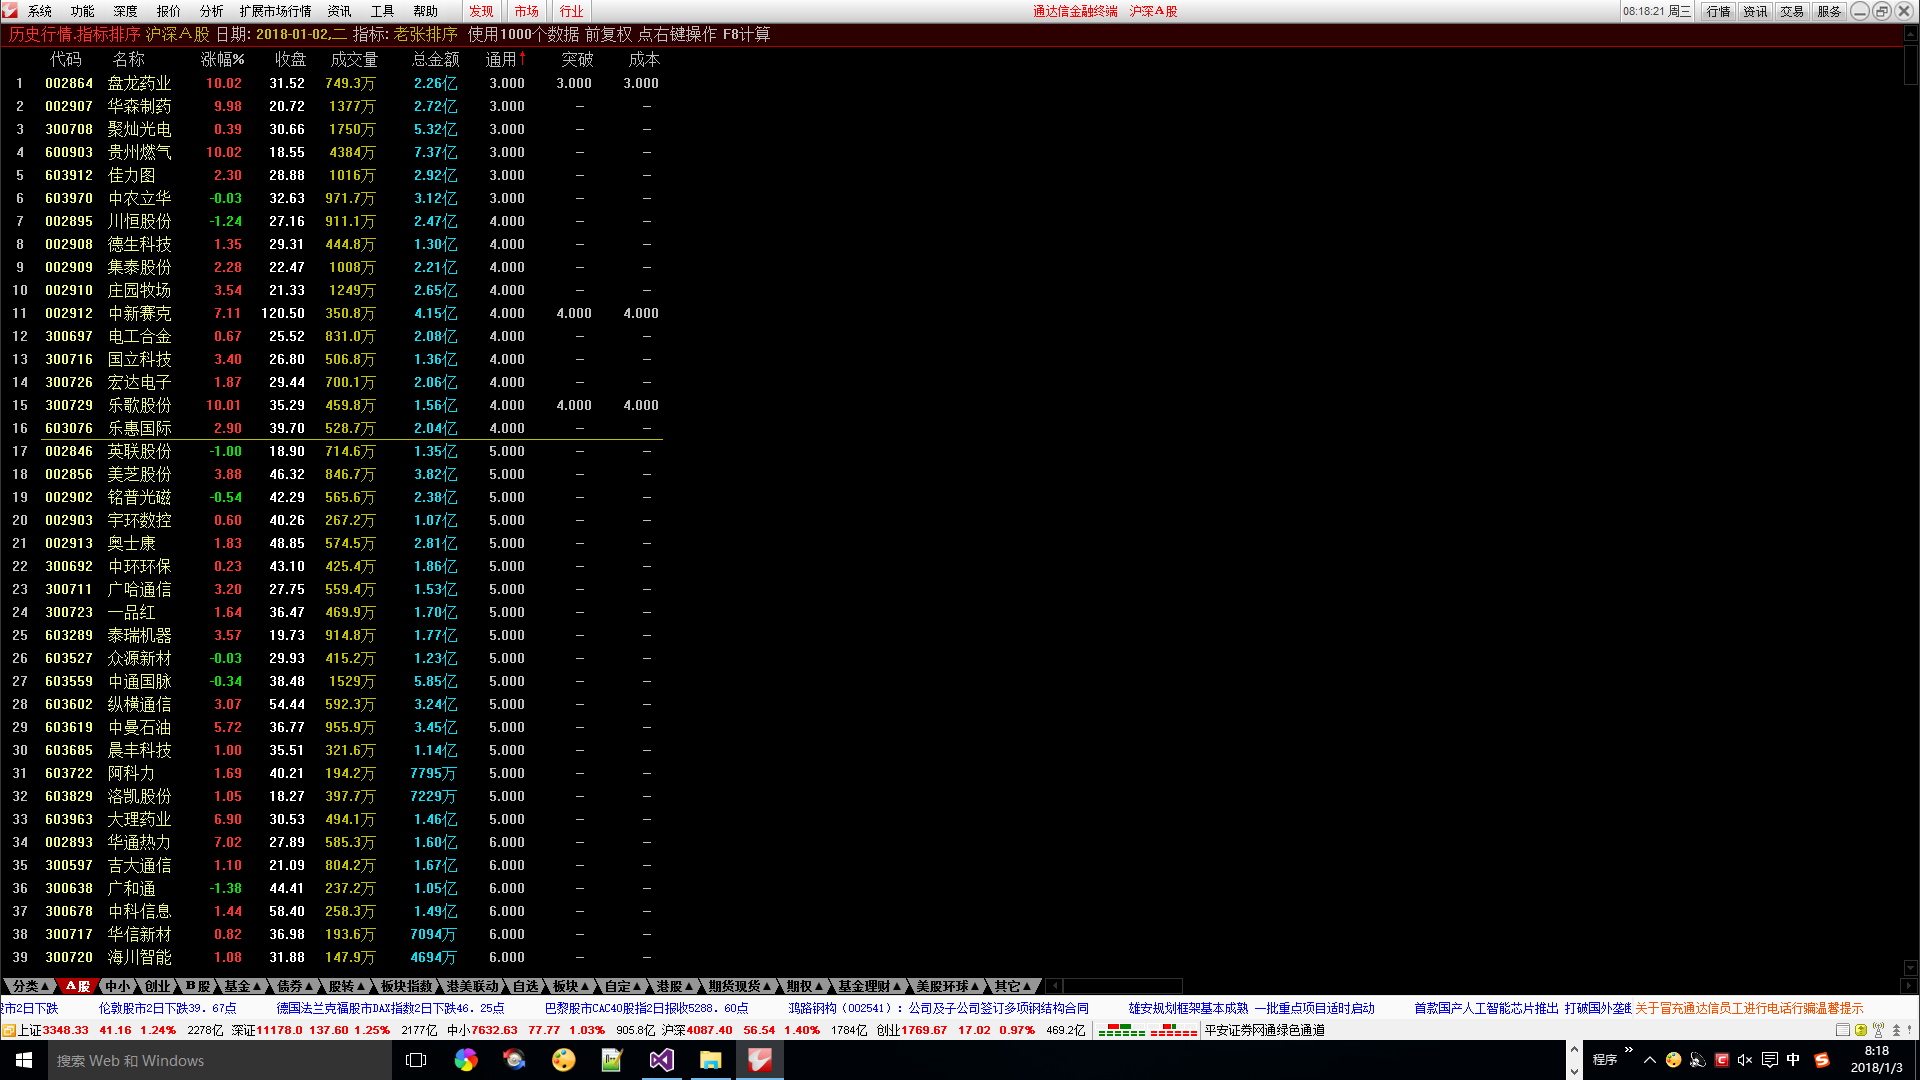 系统 功能 深度 报价 分析 扩展市场行情 资讯 工具 帮助 发现 市场 行业 通达信金融终端 沪深A股 08:18:21 周三 行情 资讯 交易 服务
历史行情.指标排序 沪深A股 日期: 2018-01-02,二 指标: 老张排序 使用1000个数据 前复权 点右键操作 F8计算
代码 名称 涨幅% 收盘 成交量 总金额 通用↑ 突破 成本
1 002864 盘龙药业 10.02 31.52 749.3万 2.26亿 3.000 3.000 3.000
2 002907 华森制药 9.98 20.72 1377万 2.72亿 3.000 – –
3 300708 聚灿光电 0.39 30.66 1750万 5.32亿 3.000 – –
4 600903 贵州燃气 10.02 18.55 4384万 7.37亿 3.000 – –
5 603912 佳力图 2.30 28.88 1016万 2.92亿 3.000 – –
6 603970 中农立华 -0.03 32.63 971.7万 3.12亿 3.000 – –
7 002895 川恒股份 -1.24 27.16 911.1万 2.47亿 4.000 – –
8 002908 德生科技 1.35 29.31 444.8万 1.30亿 4.000 – –
9 002909 集泰股份 2.28 22.47 1008万 2.21亿 4.000 – –
10 002910 庄园牧场 3.54 21.33 1249万 2.65亿 4.000 – –
11 002912 中新赛克 7.11 120.50 350.8万 4.15亿 4.000 4.000 4.000
12 300697 电工合金 0.67 25.52 831.0万 2.08亿 4.000 – –
13 300716 国立科技 3.40 26.80 506.8万 1.36亿 4.000 – –
14 300726 宏达电子 1.87 29.44 700.1万 2.06亿 4.000 – –
15 300729 乐歌股份 10.01 35.29 459.8万 1.56亿 4.000 4.000 4.000
16 603076 乐惠国际 2.90 39.70 528.7万 2.04亿 4.000 – –
17 002846 英联股份 -1.00 18.90 714.6万 1.35亿 5.000 – –
18 002856 美芝股份 3.88 46.32 846.7万 3.82亿 5.000 – –
19 002902 铭普光磁 -0.54 42.29 565.6万 2.38亿 5.000 – –
20 002903 宇环数控 0.60 40.26 267.2万 1.07亿 5.000 – –
21 002913 奥士康 1.83 48.85 574.5万 2.81亿 5.000 – –
22 300692 中环环保 0.23 43.10 425.4万 1.86亿 5.000 – –
23 300711 广哈通信 3.20 27.75 559.4万 1.53亿 5.000 – –
24 300723 一品红 1.64 36.47 469.9万 1.70亿 5.000 – –
25 603289 泰瑞机器 3.57 19.73 914.8万 1.77亿 5.000 – –
26 603527 众源新材 -0.03 29.93 415.2万 1.23亿 5.000 – –
27 603559 中通国脉 -0.34 38.48 1529万 5.85亿 5.000 – –
28 603602 纵横通信 3.07 54.44 592.3万 3.24亿 5.000 – –
29 603619 中曼石油 5.72 36.77 955.9万 3.45亿 5.000 – –
30 603685 晨丰科技 1.00 35.51 321.6万 1.14亿 5.000 – –
31 603722 阿科力 1.69 40.21 194.2万 7795万 5.000 – –
32 603829 洛凯股份 1.05 18.27 397.7万 7229万 5.000 – –
33 603963 大理药业 6.90 30.53 494.1万 1.46亿 5.000 – –
34 002893 华通热力 7.02 27.89 585.3万 1.60亿 6.000 – –
35 300597 吉大通信 1.10 21.09 804.2万 1.67亿 6.000 – –
36 300638 广和通 -1.38 44.41 237.2万 1.05亿 6.000 – –
37 300678 中科信息 1.44 58.40 258.3万 1.49亿 6.000 – –
38 300717 华信新材 0.82 36.98 193.6万 7094万 6.000 – –
39 300720 海川智能 1.08 31.88 147.9万 4694万 6.000 – –
分类▲ A股 中小 创业 B股 基金▲ 债券▲ 股转▲ 板块指数 港美联动 自选 板块▲ 自定▲ 港股▲ 期货现货▲ 期权▲ 基金理财▲ 美股环球▲ 其它▲
股市2日下跌 伦敦股市2日下跌39.67点 德国法兰克福股市DAX指数2日下跌46.25点 巴黎股市CAC40股指2日报收5288.60点 鸿路钢构（002541）：公司及子公司签订多项钢结构合同 雄安规划框架基本成熟 一批重点项目适时启动 首款国产人工智能芯片推出 打破国外垄断 关于冒充通达信员工进行电话行骗温馨提示
上证3348.33 41.16 1.24% 2278亿 深证11178.0 137.60 1.25% 2177亿 中小7632.63 77.77 1.03% 905.8亿 沪深4087.40 56.54 1.40% 1784亿 创业1769.67 17.02 0.97% 469.2亿 平安证券网通绿色通道
搜索 Web 和 Windows 程序 中 8:18
2018/1/3